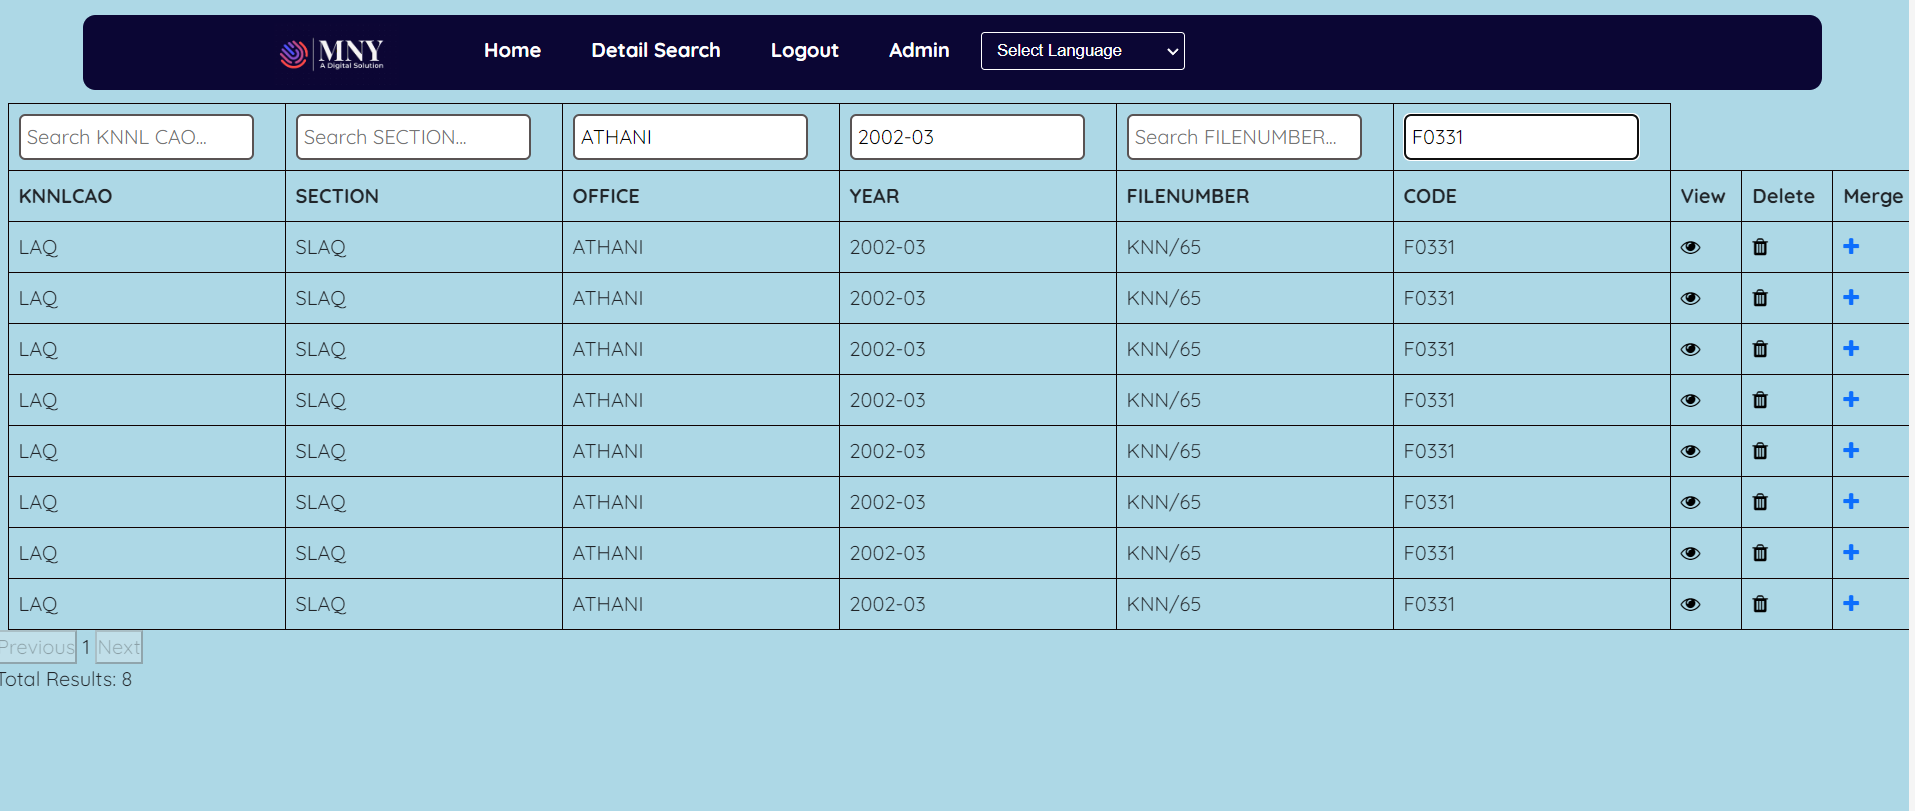 MNY
A Digital Solution
Home Detail Search Logout Admin Select Language
Search KNNL CAO... Search SECTION... ATHANI 2002-03 Search FILENUMBER... F0331
KNNLCAO SECTION OFFICE YEAR FILENUMBER CODE View Delete Merge
LAQ SLAQ ATHANI 2002-03 KNN/65 F0331
LAQ SLAQ ATHANI 2002-03 KNN/65 F0331
LAQ SLAQ ATHANI 2002-03 KNN/65 F0331
LAQ SLAQ ATHANI 2002-03 KNN/65 F0331
LAQ SLAQ ATHANI 2002-03 KNN/65 F0331
LAQ SLAQ ATHANI 2002-03 KNN/65 F0331
LAQ SLAQ ATHANI 2002-03 KNN/65 F0331
LAQ SLAQ ATHANI 2002-03 KNN/65 F0331
Previous 1 Next
Total Results: 8